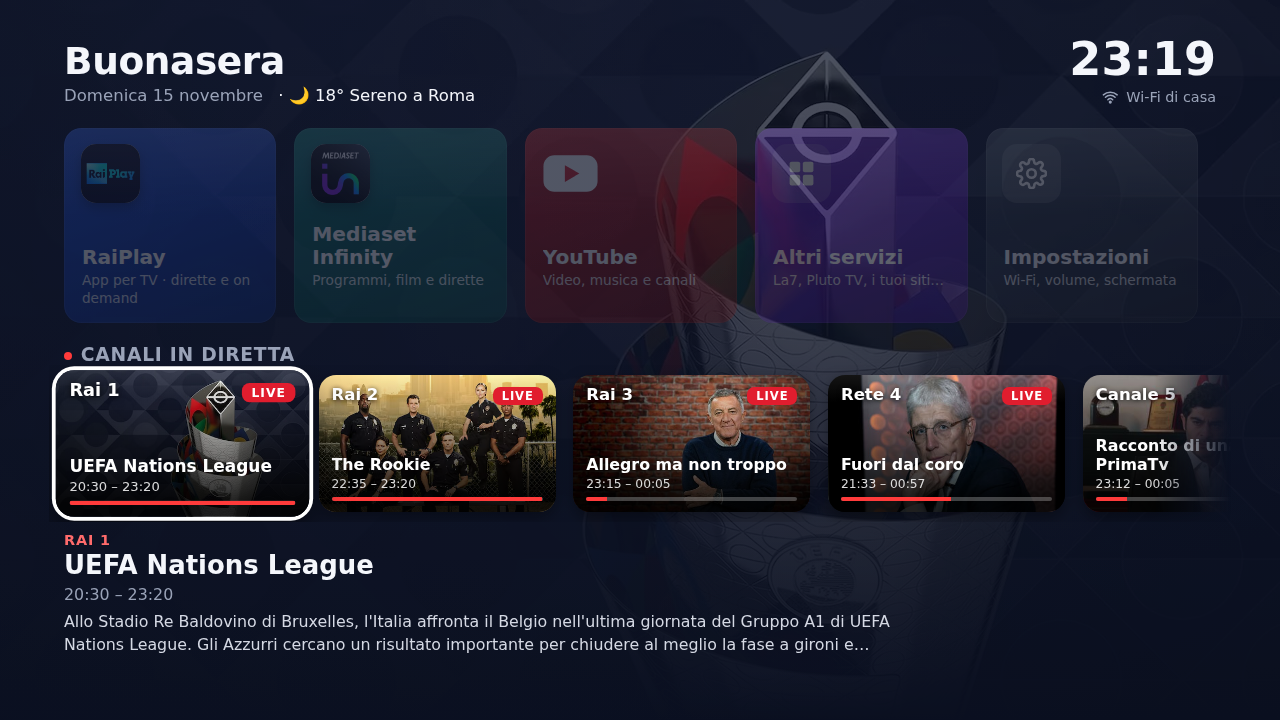 Buonasera
Domenica 15 novembre · 🌙 18° Sereno a Roma
23:19
Wi-Fi di casa
Rai Play
RaiPlay
App per TV · dirette e on
demand
MEDIASET
in
Mediaset
Infinity
Programmi, film e dirette
YouTube
Video, musica e canali
Altri servizi
La7, Pluto TV, i tuoi siti…
Impostazioni
Wi-Fi, volume, schermata
CANALI IN DIRETTA
Rai 1
LIVE
UEFA Nations League
20:30 – 23:20
Rai 2
LIVE
The Rookie
22:35 – 23:20
Rai 3
LIVE
Allegro ma non troppo
23:15 – 00:05
Rete 4
LIVE
Fuori dal coro
21:33 – 00:57
Canale 5
Racconto di un
PrimaTv
23:12 – 00:05
RAI 1
UEFA Nations League
20:30 – 23:20
Allo Stadio Re Baldovino di Bruxelles, l'Italia affronta il Belgio nell'ultima giornata del Gruppo A1 di UEFA
Nations League. Gli Azzurri cercano un risultato importante per chiudere al meglio la fase a gironi e…